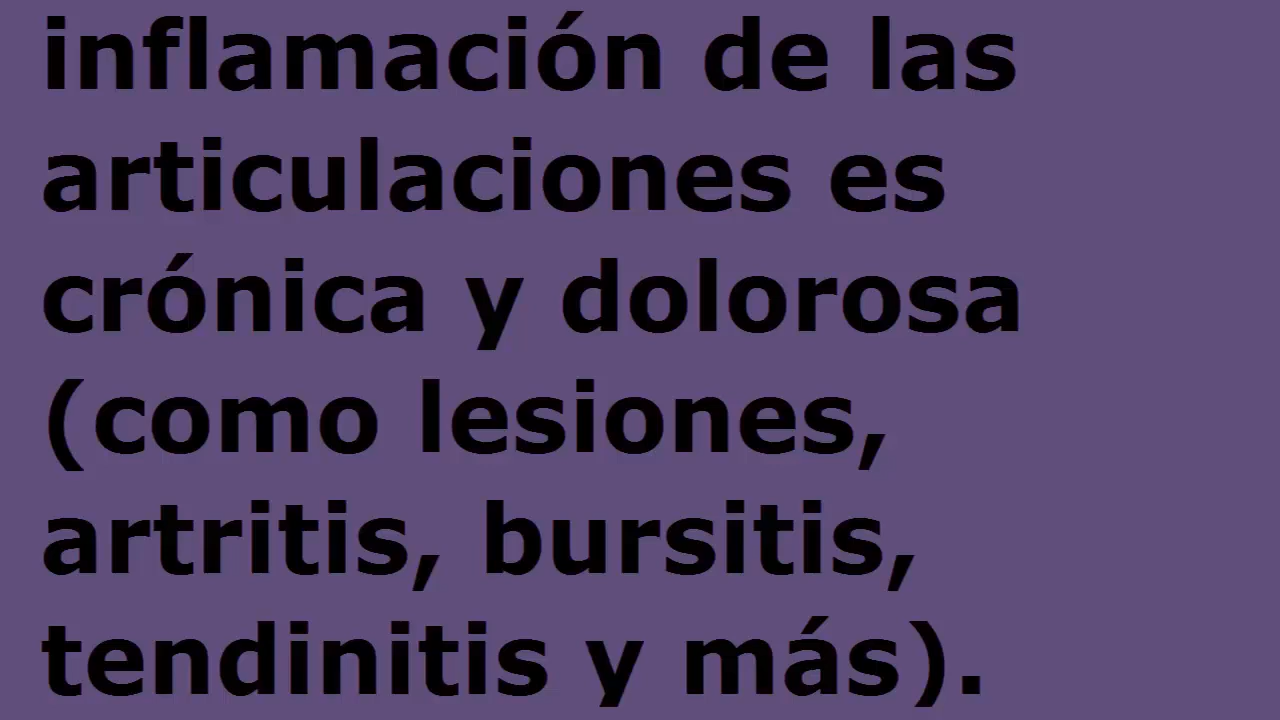 inflamación de las
articulaciones es
crónica y dolorosa
(como lesiones,
artritis, bursitis,
tendinitis y más).